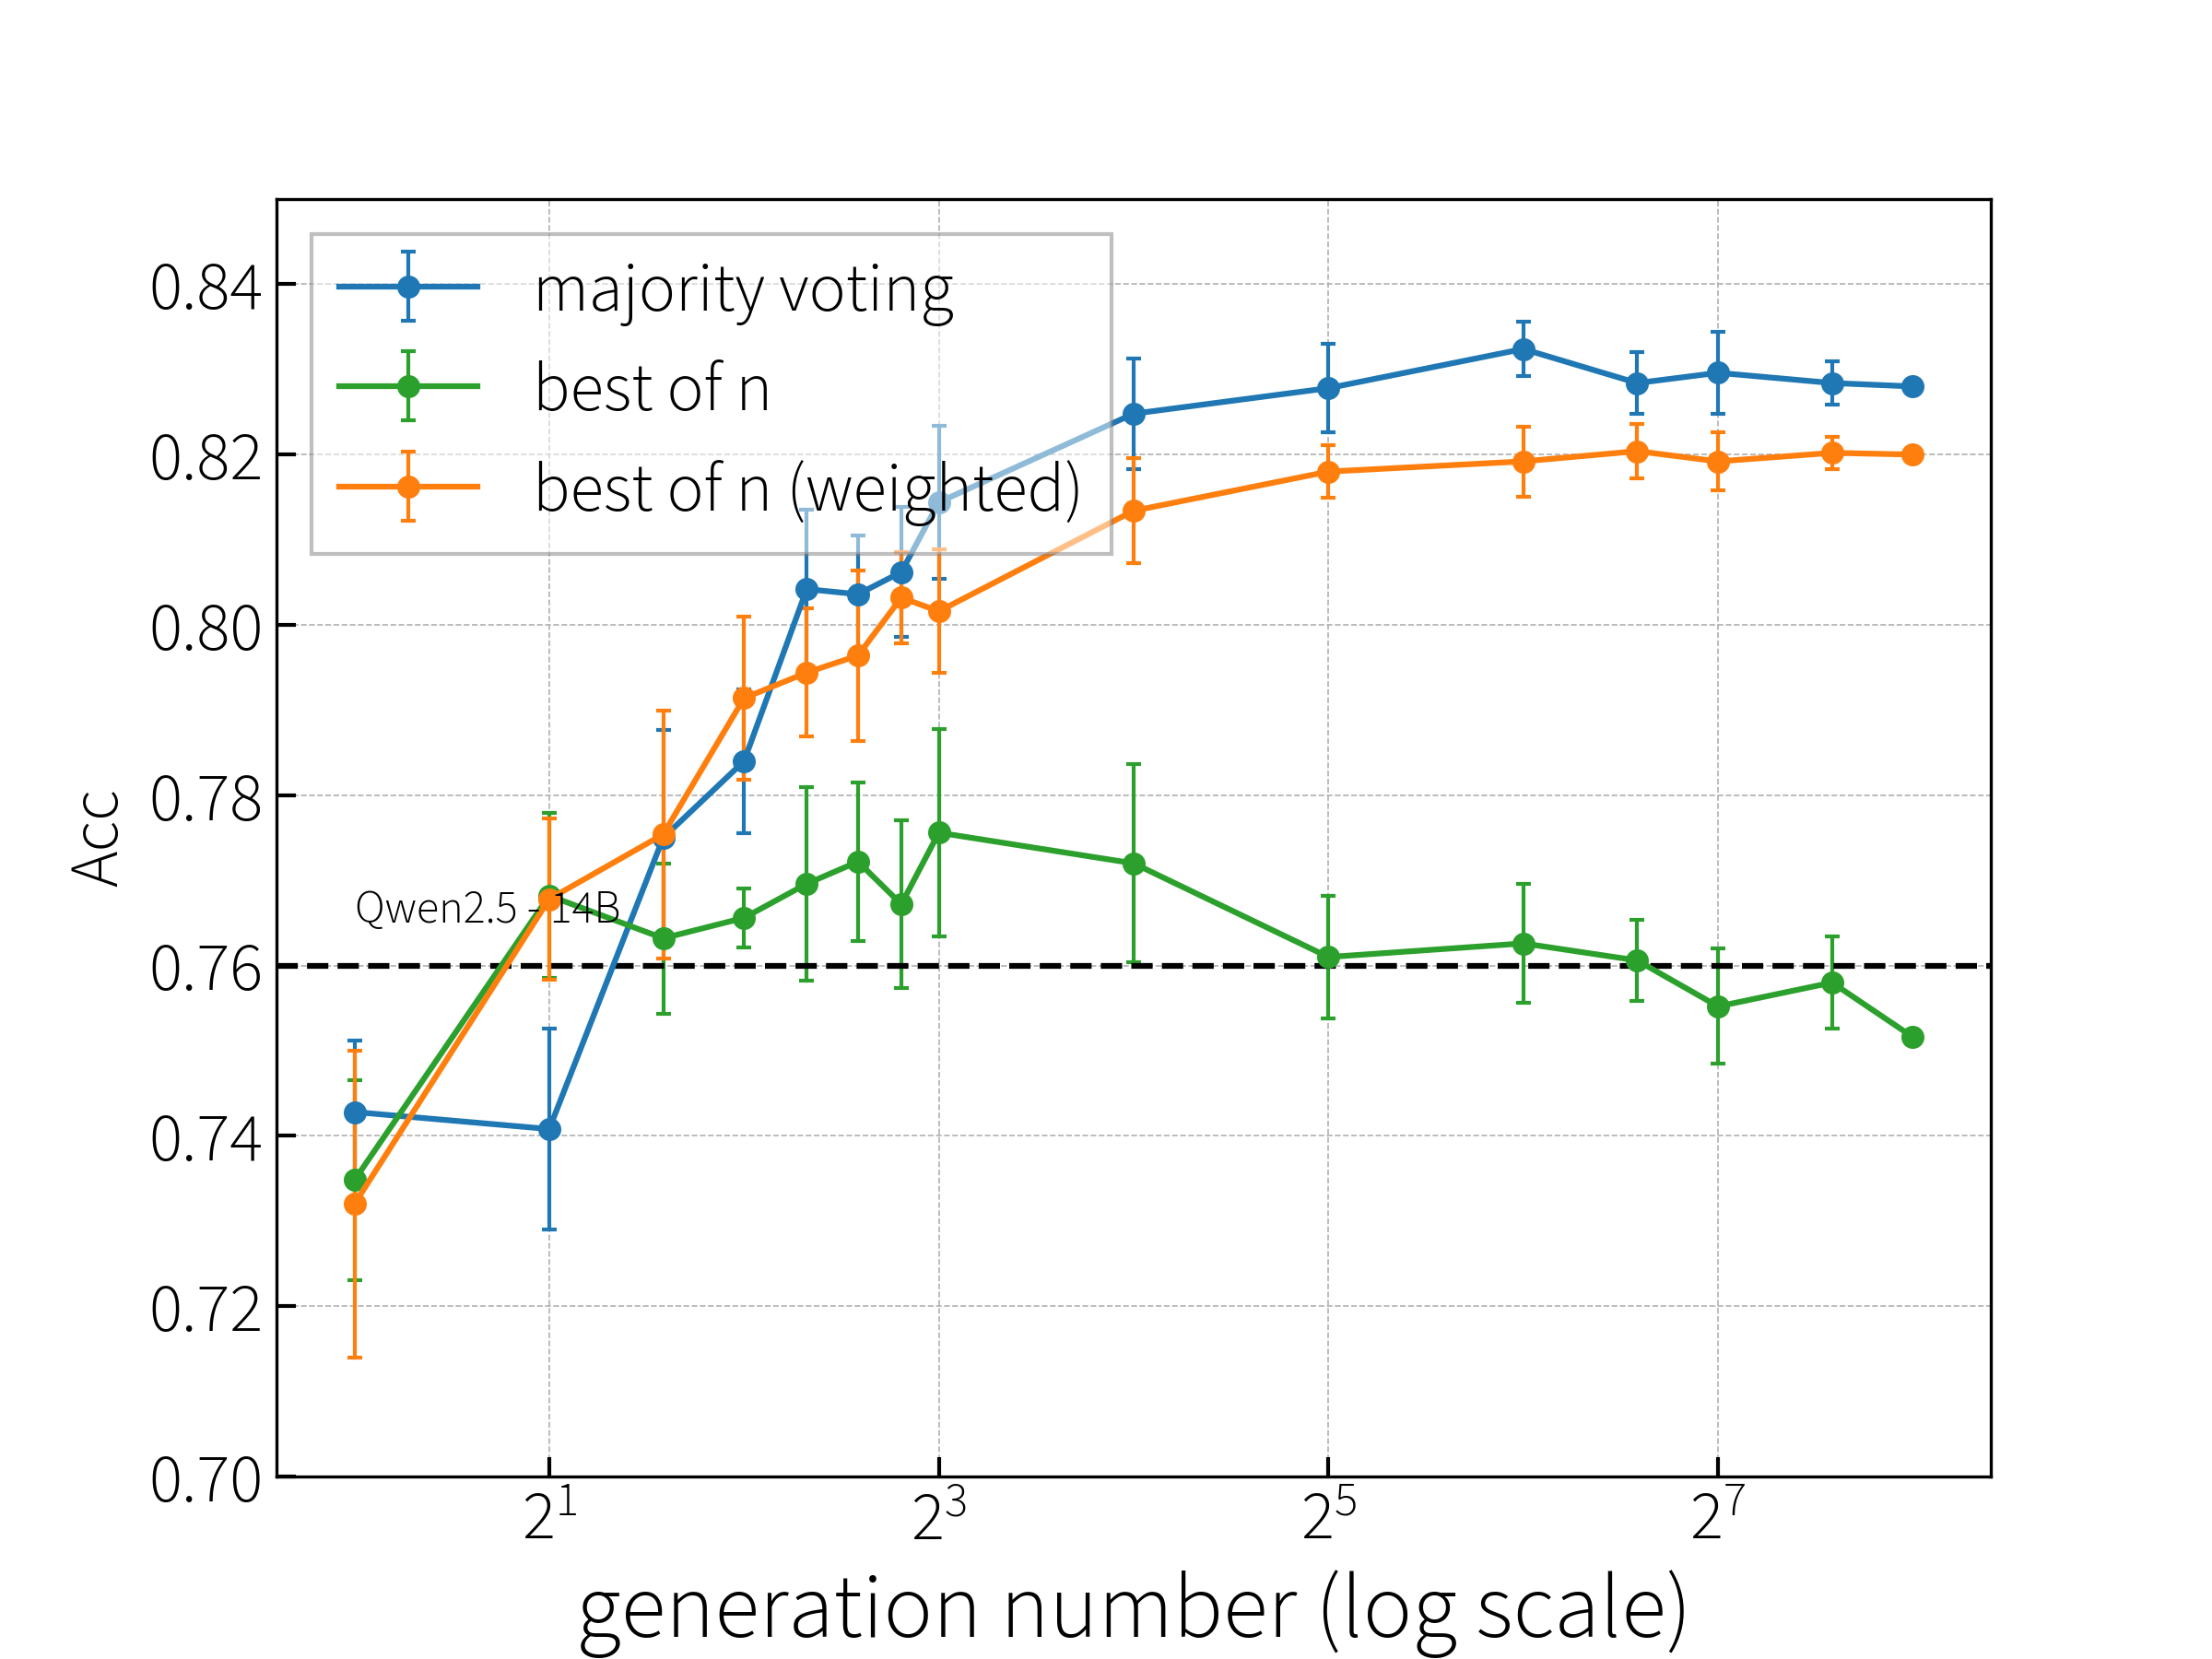 majority voting
best of n
best of n (weighted)
0.84
0.82
0.80
0.78
0.76
0.74
0.72
0.70
Acc
Qwen2.5 - 14B
2^1 2^3 2^5 2^7
generation number (log scale)